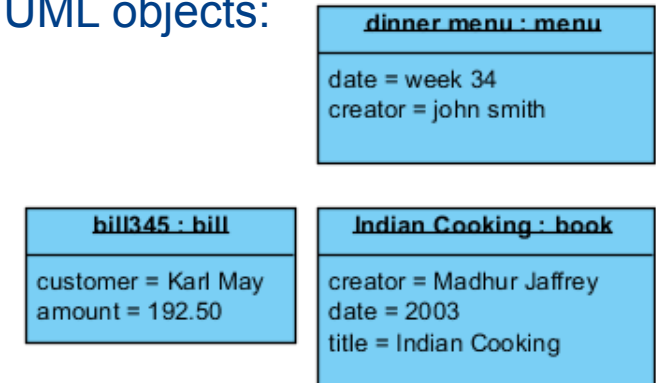 UML objects:
dinner menu : menu
date = week 34
creator = john smith
bill345 : bill
customer = Karl May
amount = 192.50
Indian Cooking : book
creator = Madhur Jaffrey
date = 2003
title = Indian Cooking